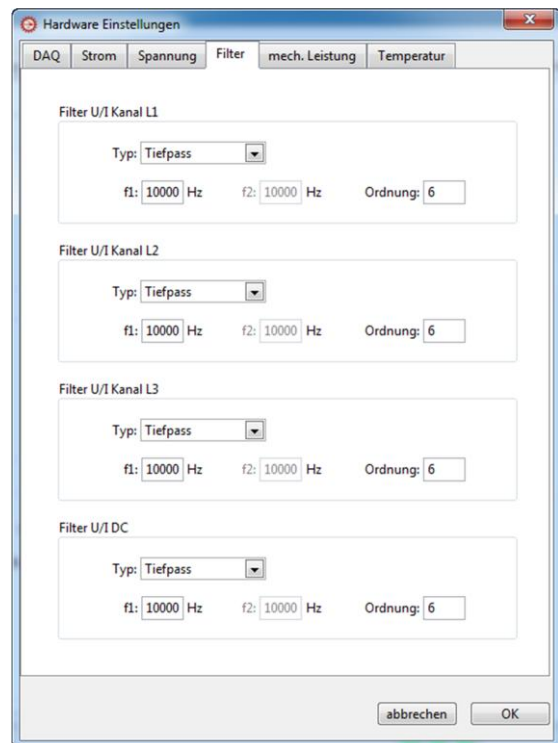 Hardware Einstellungen
DAQ Strom Spannung Filter mech. Leistung Temperatur
Filter U/I Kanal L1
Typ: Tiefpass
f1: 10000 Hz f2: 10000 Hz Ordnung: 6
Filter U/I Kanal L2
Typ: Tiefpass
f1: 10000 Hz f2: 10000 Hz Ordnung: 6
Filter U/I Kanal L3
Typ: Tiefpass
f1: 10000 Hz f2: 10000 Hz Ordnung: 6
Filter U/I DC
Typ: Tiefpass
f1: 10000 Hz f2: 10000 Hz Ordnung: 6
abbrechen OK